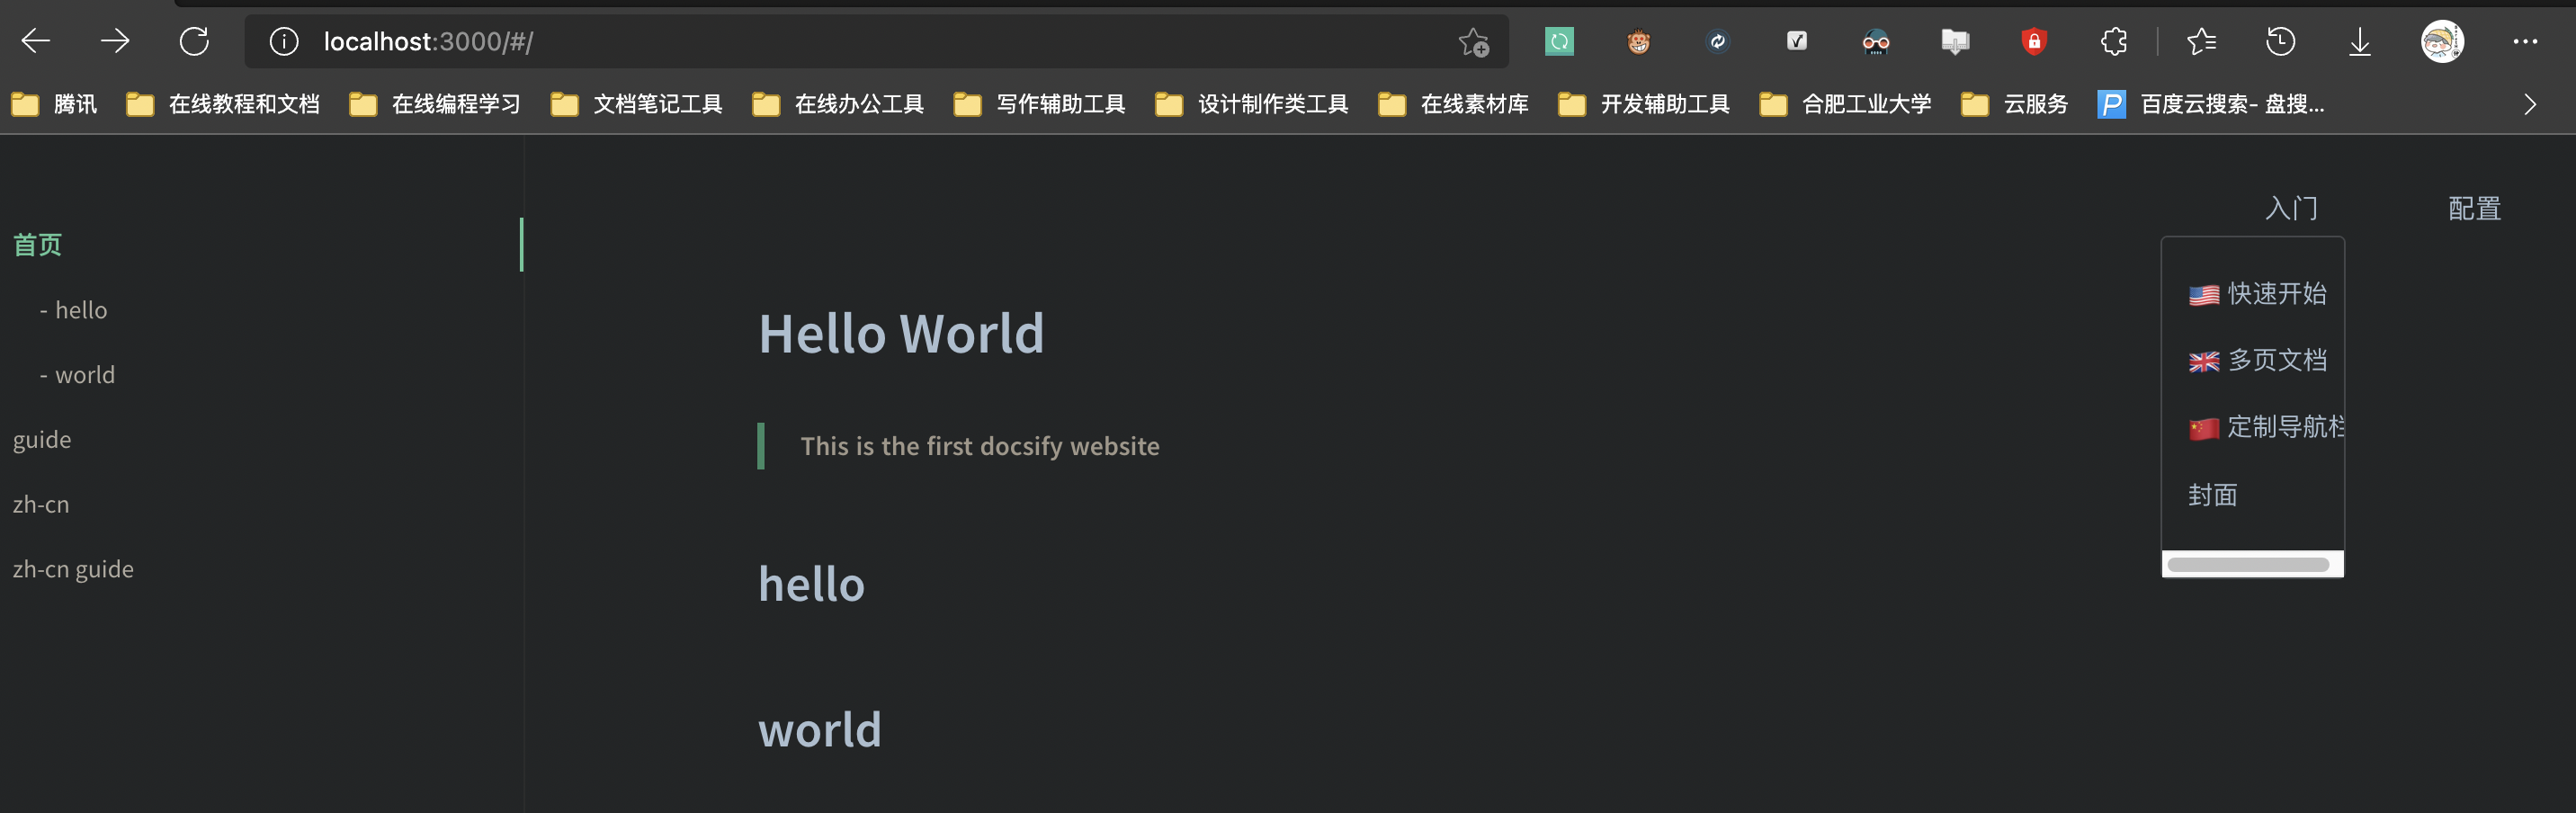 localhost:3000/#/
腾讯 在线教程和文档 在线编程学习 文档笔记工具 在线办公工具 写作辅助工具 设计制作类工具 在线素材库 开发辅助工具 合肥工业大学 云服务 百度云搜索- 盘搜...
入门 配置
首页
- hello
- world
guide
zh-cn
zh-cn guide
Hello World
This is the first docsify website
hello
world
快速开始
多页文档
定制导航栏
封面